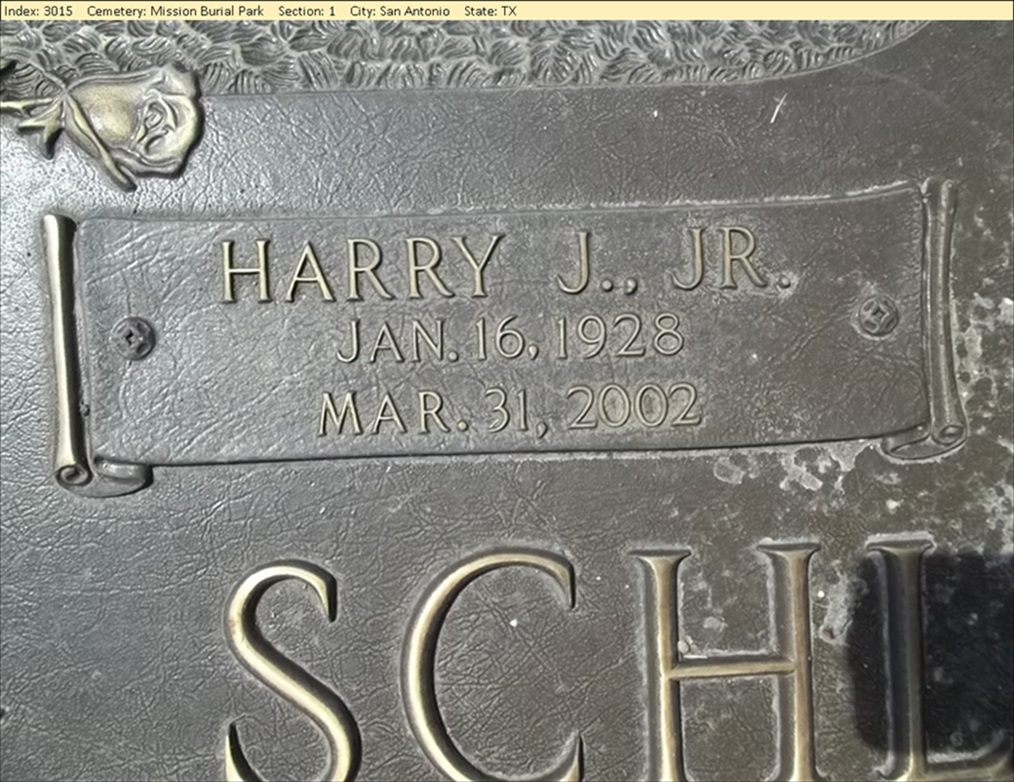 Index: 3015 Cemetery: Mission Burial Park Section: 1 City: San Antonio State: TX
HARRY J., JR.
JAN. 16, 1928
MAR. 31, 2002
SCHL